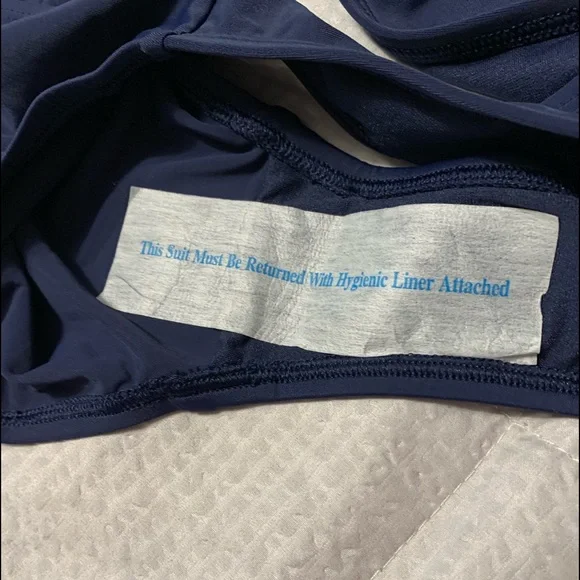 This Suit Must Be Returned With Hygienic Liner Attached